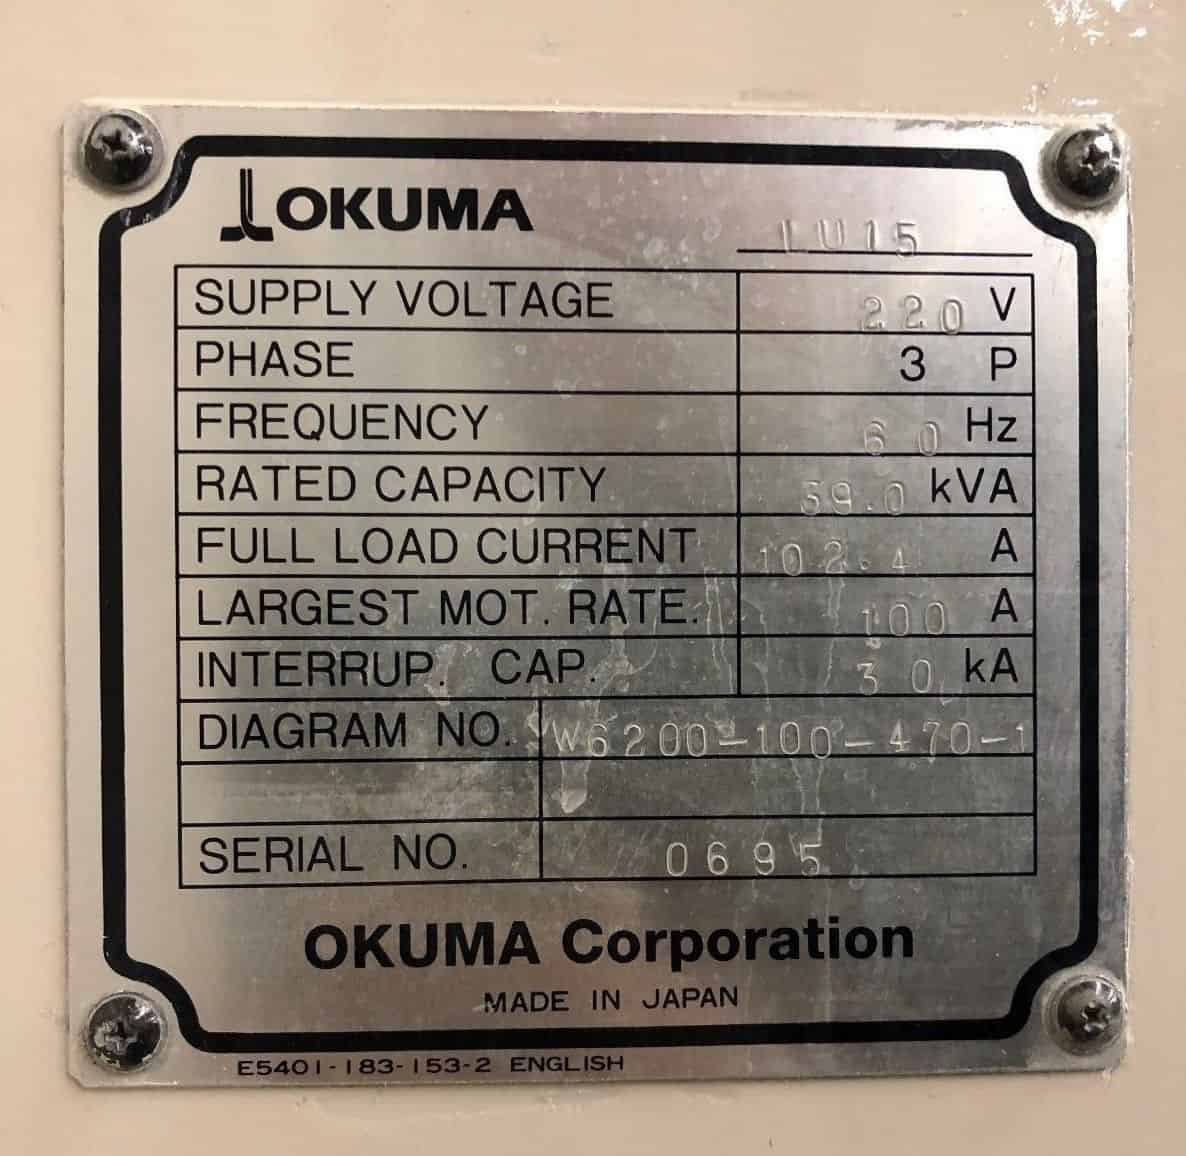 OKUMA
LU15
SUPPLY VOLTAGE 220 V
PHASE 3 P
FREQUENCY 60 Hz
RATED CAPACITY 39.0 kVA
FULL LOAD CURRENT 102.4 A
LARGEST MOT. RATE. 100 A
INTERRUP. CAP. 30 kA
DIAGRAM NO. W6200-100-470-1
SERIAL NO. 0695
OKUMA Corporation
MADE IN JAPAN
E5401-183-153-2 ENGLISH